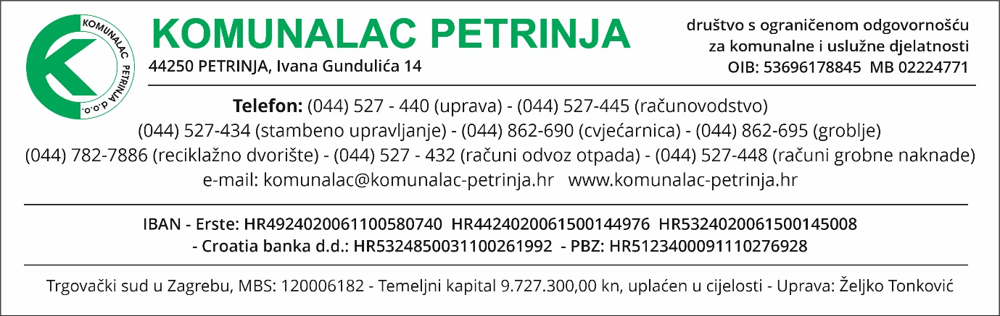 KOMUNALAC PETRINJA d.o.o.
KOMUNALAC PETRINJA
44250 PETRINJA, Ivana Gundulića 14
društvo s ograničenom odgovornošću
za komunalne i uslužne djelatnosti
OIB: 53696178845 MB 02224771
Telefon: (044) 527 - 440 (uprava) - (044) 527-445 (računovodstvo)
(044) 527-434 (stambeno upravljanje) - (044) 862-690 (cvjećarnica) - (044) 862-695 (groblje)
(044) 782-7886 (reciklažno dvorište) - (044) 527 - 432 (računi odvoz otpada) - (044) 527-448 (računi grobne naknade)
e-mail: komunalac@komunalac-petrinja.hr www.komunalac-petrinja.hr
IBAN - Erste: HR4924020061100580740 HR4424020061500144976 HR5324020061500145008
- Croatia banka d.d.: HR5324850031100261992 - PBZ: HR5123400091110276928
Trgovački sud u Zagrebu, MBS: 120006182 - Temeljni kapital 9.727.300,00 kn, uplaćen u cijelosti - Uprava: Željko Tonković